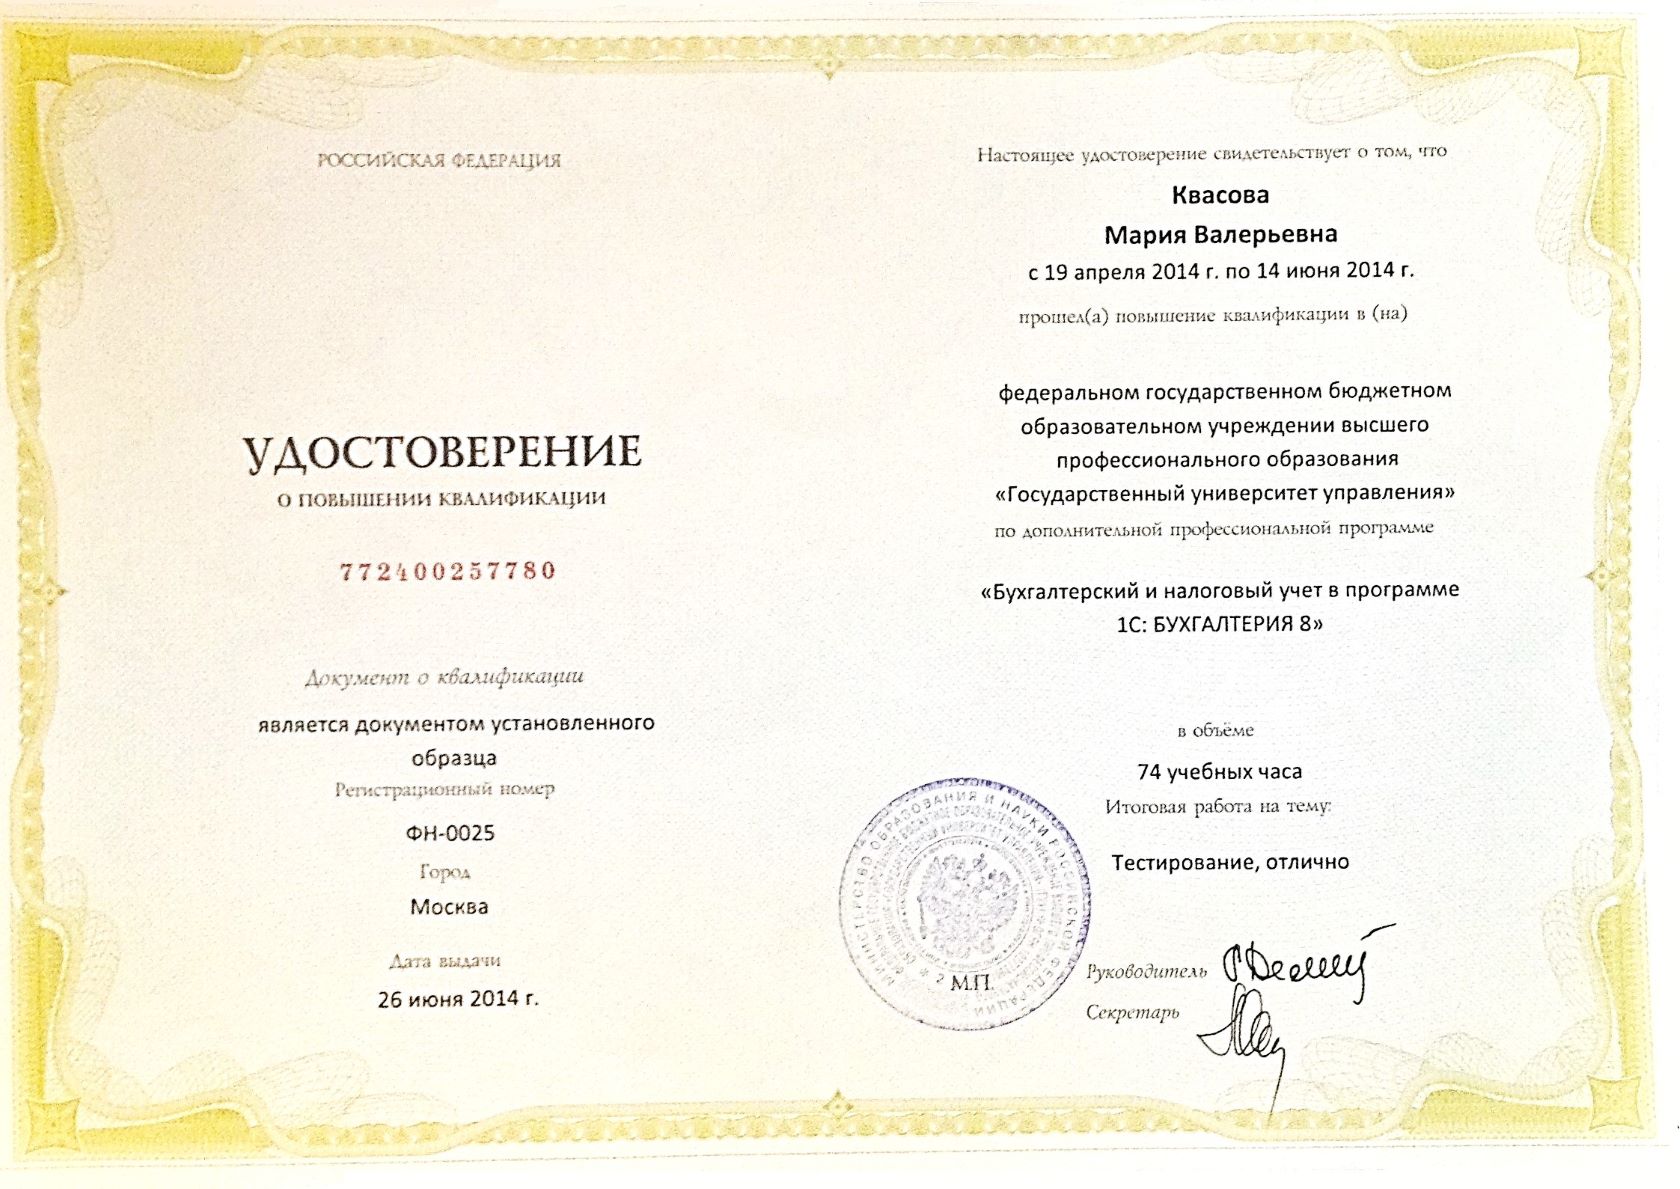 РОССИЙСКАЯ ФЕДЕРАЦИЯ
УДОСТОВЕРЕНИЕ
О ПОВЫШЕНИИ КВАЛИФИКАЦИИ
772400257780
Документ о квалификации
является документом установленного
образца
Регистрационный номер
ФН-0025
Город
Москва
Дата выдачи
26 июня 2014 г.
Настоящее удостоверение свидетельствует о том, что
Квасова
Мария Валерьевна
с 19 апреля 2014 г. по 14 июня 2014 г.
прошел(а) повышение квалификации в (на)
федеральном государственном бюджетном
образовательном учреждении высшего
профессионального образования
«Государственный университет управления»
по дополнительной профессиональной программе
«Бухгалтерский и налоговый учет в программе
1С: БУХГАЛТЕРИЯ 8»
в объёме
74 учебных часа
Итоговая работа на тему:
Тестирование, отлично
МИНИСТЕРСТВО ОБРАЗОВАНИЯ И НАУКИ РОССИЙСКОЙ ФЕДЕРАЦИИ
М.П.
Руководитель
Секретарь